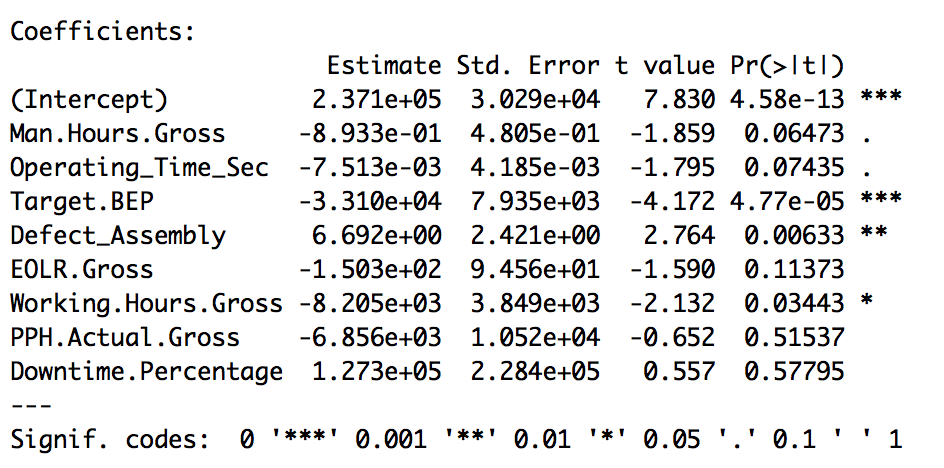 Coefficients:
Estimate Std. Error t value Pr(>|t|)
(Intercept) 2.371e+05 3.029e+04 7.830 4.58e-13 ***
Man.Hours.Gross -8.933e-01 4.805e-01 -1.859 0.06473 .
Operating_Time_Sec -7.513e-03 4.185e-03 -1.795 0.07435 .
Target.BEP -3.310e+04 7.935e+03 -4.172 4.77e-05 ***
Defect_Assembly 6.692e+00 2.421e+00 2.764 0.00633 **
EOLR.Gross -1.503e+02 9.456e+01 -1.590 0.11373
Working.Hours.Gross -8.205e+03 3.849e+03 -2.132 0.03443 *
PPH.Actual.Gross -6.856e+03 1.052e+04 -0.652 0.51537
Downtime.Percentage 1.273e+05 2.284e+05 0.557 0.57795
---
Signif. codes: 0 '***' 0.001 '**' 0.01 '*' 0.05 '.' 0.1 ' ' 1